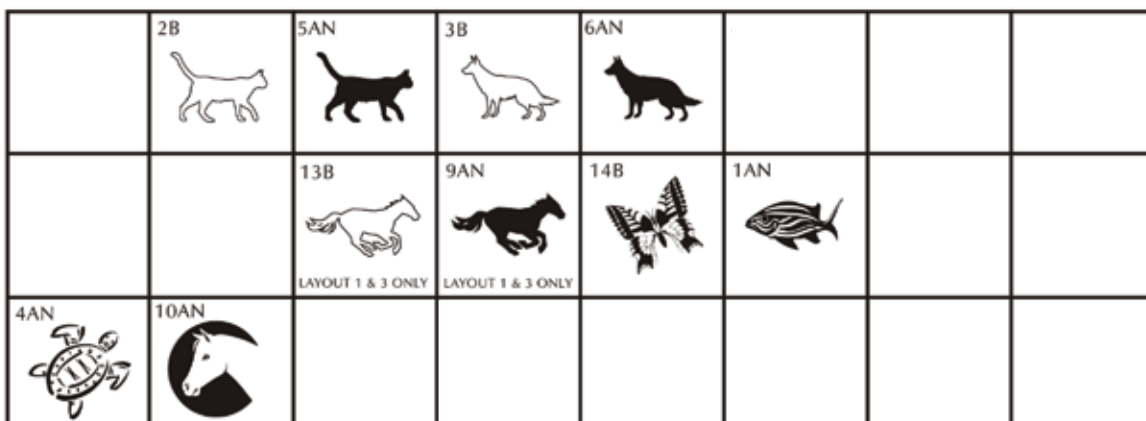 2B
5AN
3B
6AN
13B
LAYOUT 1 & 3 ONLY
9AN
LAYOUT 1 & 3 ONLY
14B
1AN
4AN
10AN